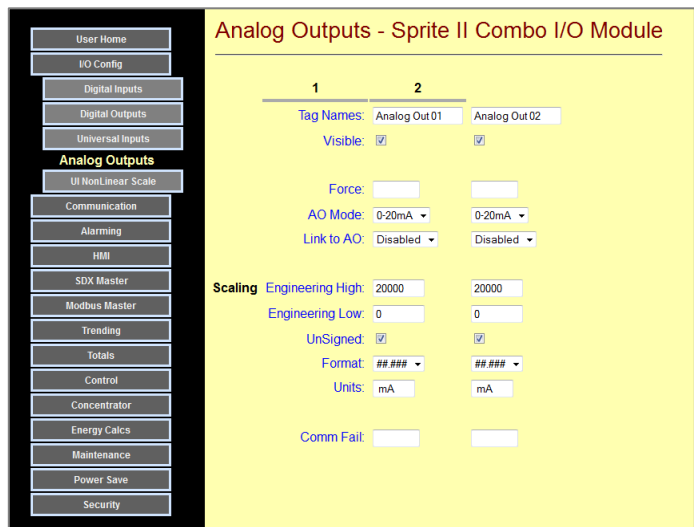 Analog Outputs - Sprite II Combo I/O Module
User Home
I/O Config
Digital Inputs
Digital Outputs
Universal Inputs
Analog Outputs
UI NonLinear Scale
Communication
Alarming
HMI
SDX Master
Modbus Master
Trending
Totals
Control
Concentrator
Energy Calcs
Maintenance
Power Save
Security
1 2
Tag Names: Analog Out 01 Analog Out 02
Visible:
Force:
AO Mode: 0-20mA 0-20mA
Link to AO: Disabled Disabled
Scaling Engineering High: 20000 20000
Engineering Low: 0 0
UnSigned:
Format: ##.### ##.###
Units: mA mA
Comm Fail: